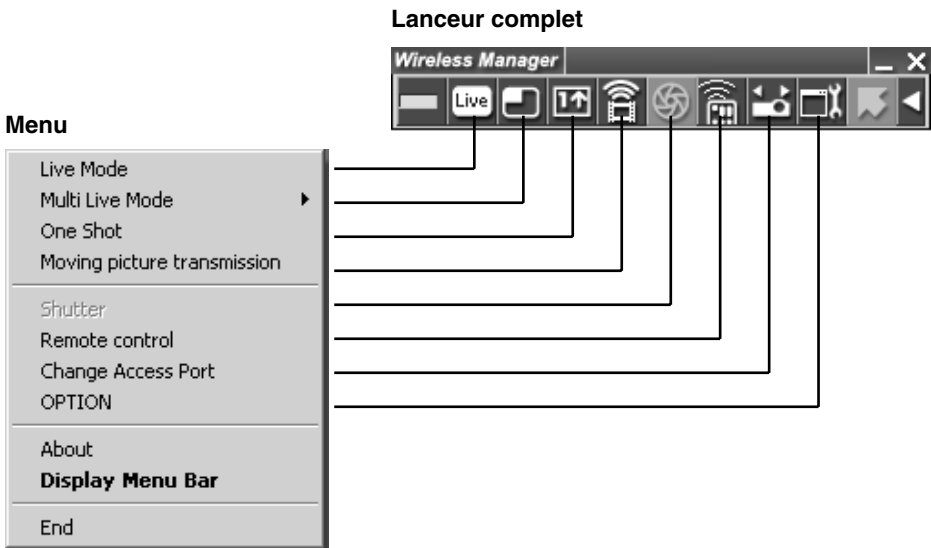 Lanceur complet
Wireless Manager
Live
1
Menu
Live Mode
Multi Live Mode
One Shot
Moving picture transmission
Shutter
Remote control
Change Access Port
OPTION
About
Display Menu Bar
End